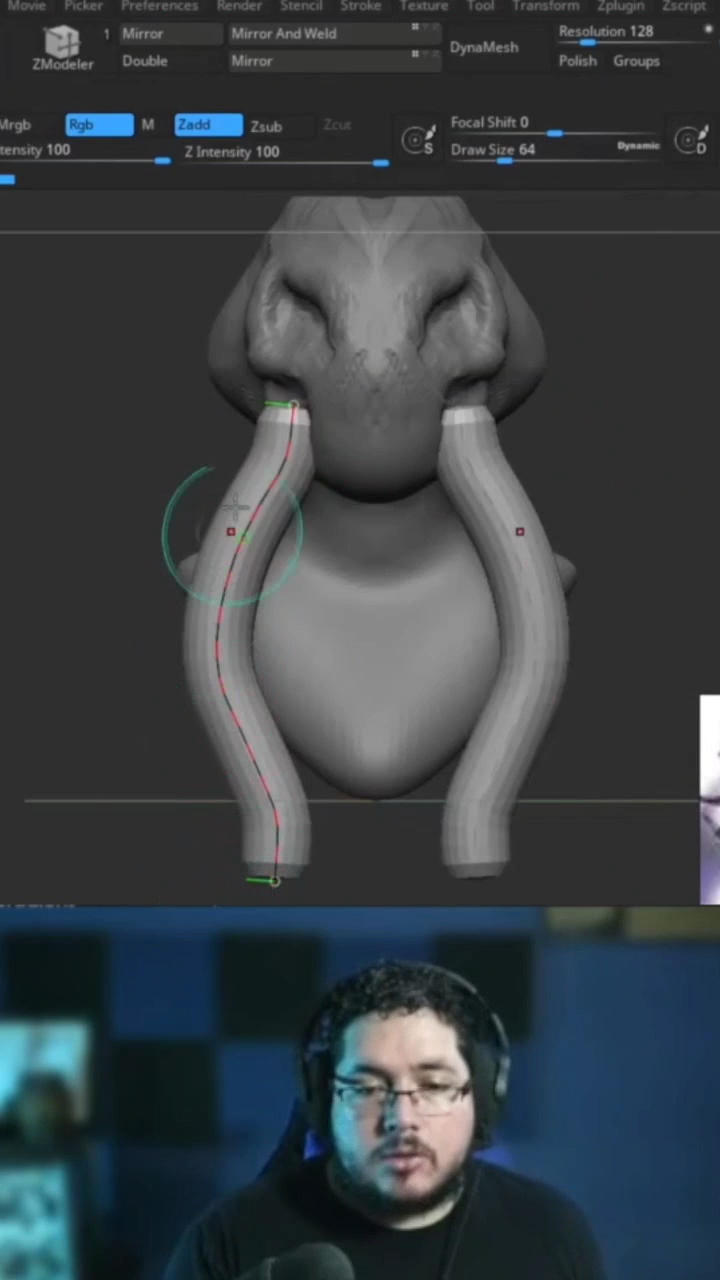 Movie Picker Preferences Render Stencil Stroke Texture Tool Transform Zplugin Zscript
ZModeler
1 Mirror Mirror And Weld
Double Mirror
DynaMesh
Resolution 128
Polish Groups
Mrgb Rgb M Zadd Zsub Zcut
tensity 100 Z Intensity 100
S
Focal Shift 0
Draw Size 64 Dynamic
D